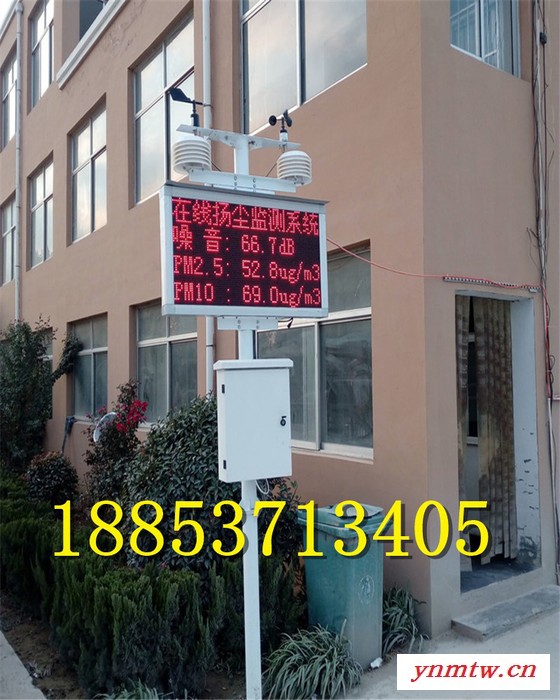 在线扬尘监测系统
噪 音: 66.7dB
PM2.5: 52.8ug/m3
PM10 : 69.0ug/m3
18853713405
ynmtw.cn